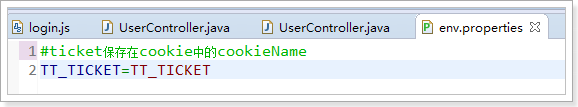 login.js UserController.java UserController.java env.properties
1 #ticket保存在cookie中的cookieName
2 TT_TICKET=TT_TICKET